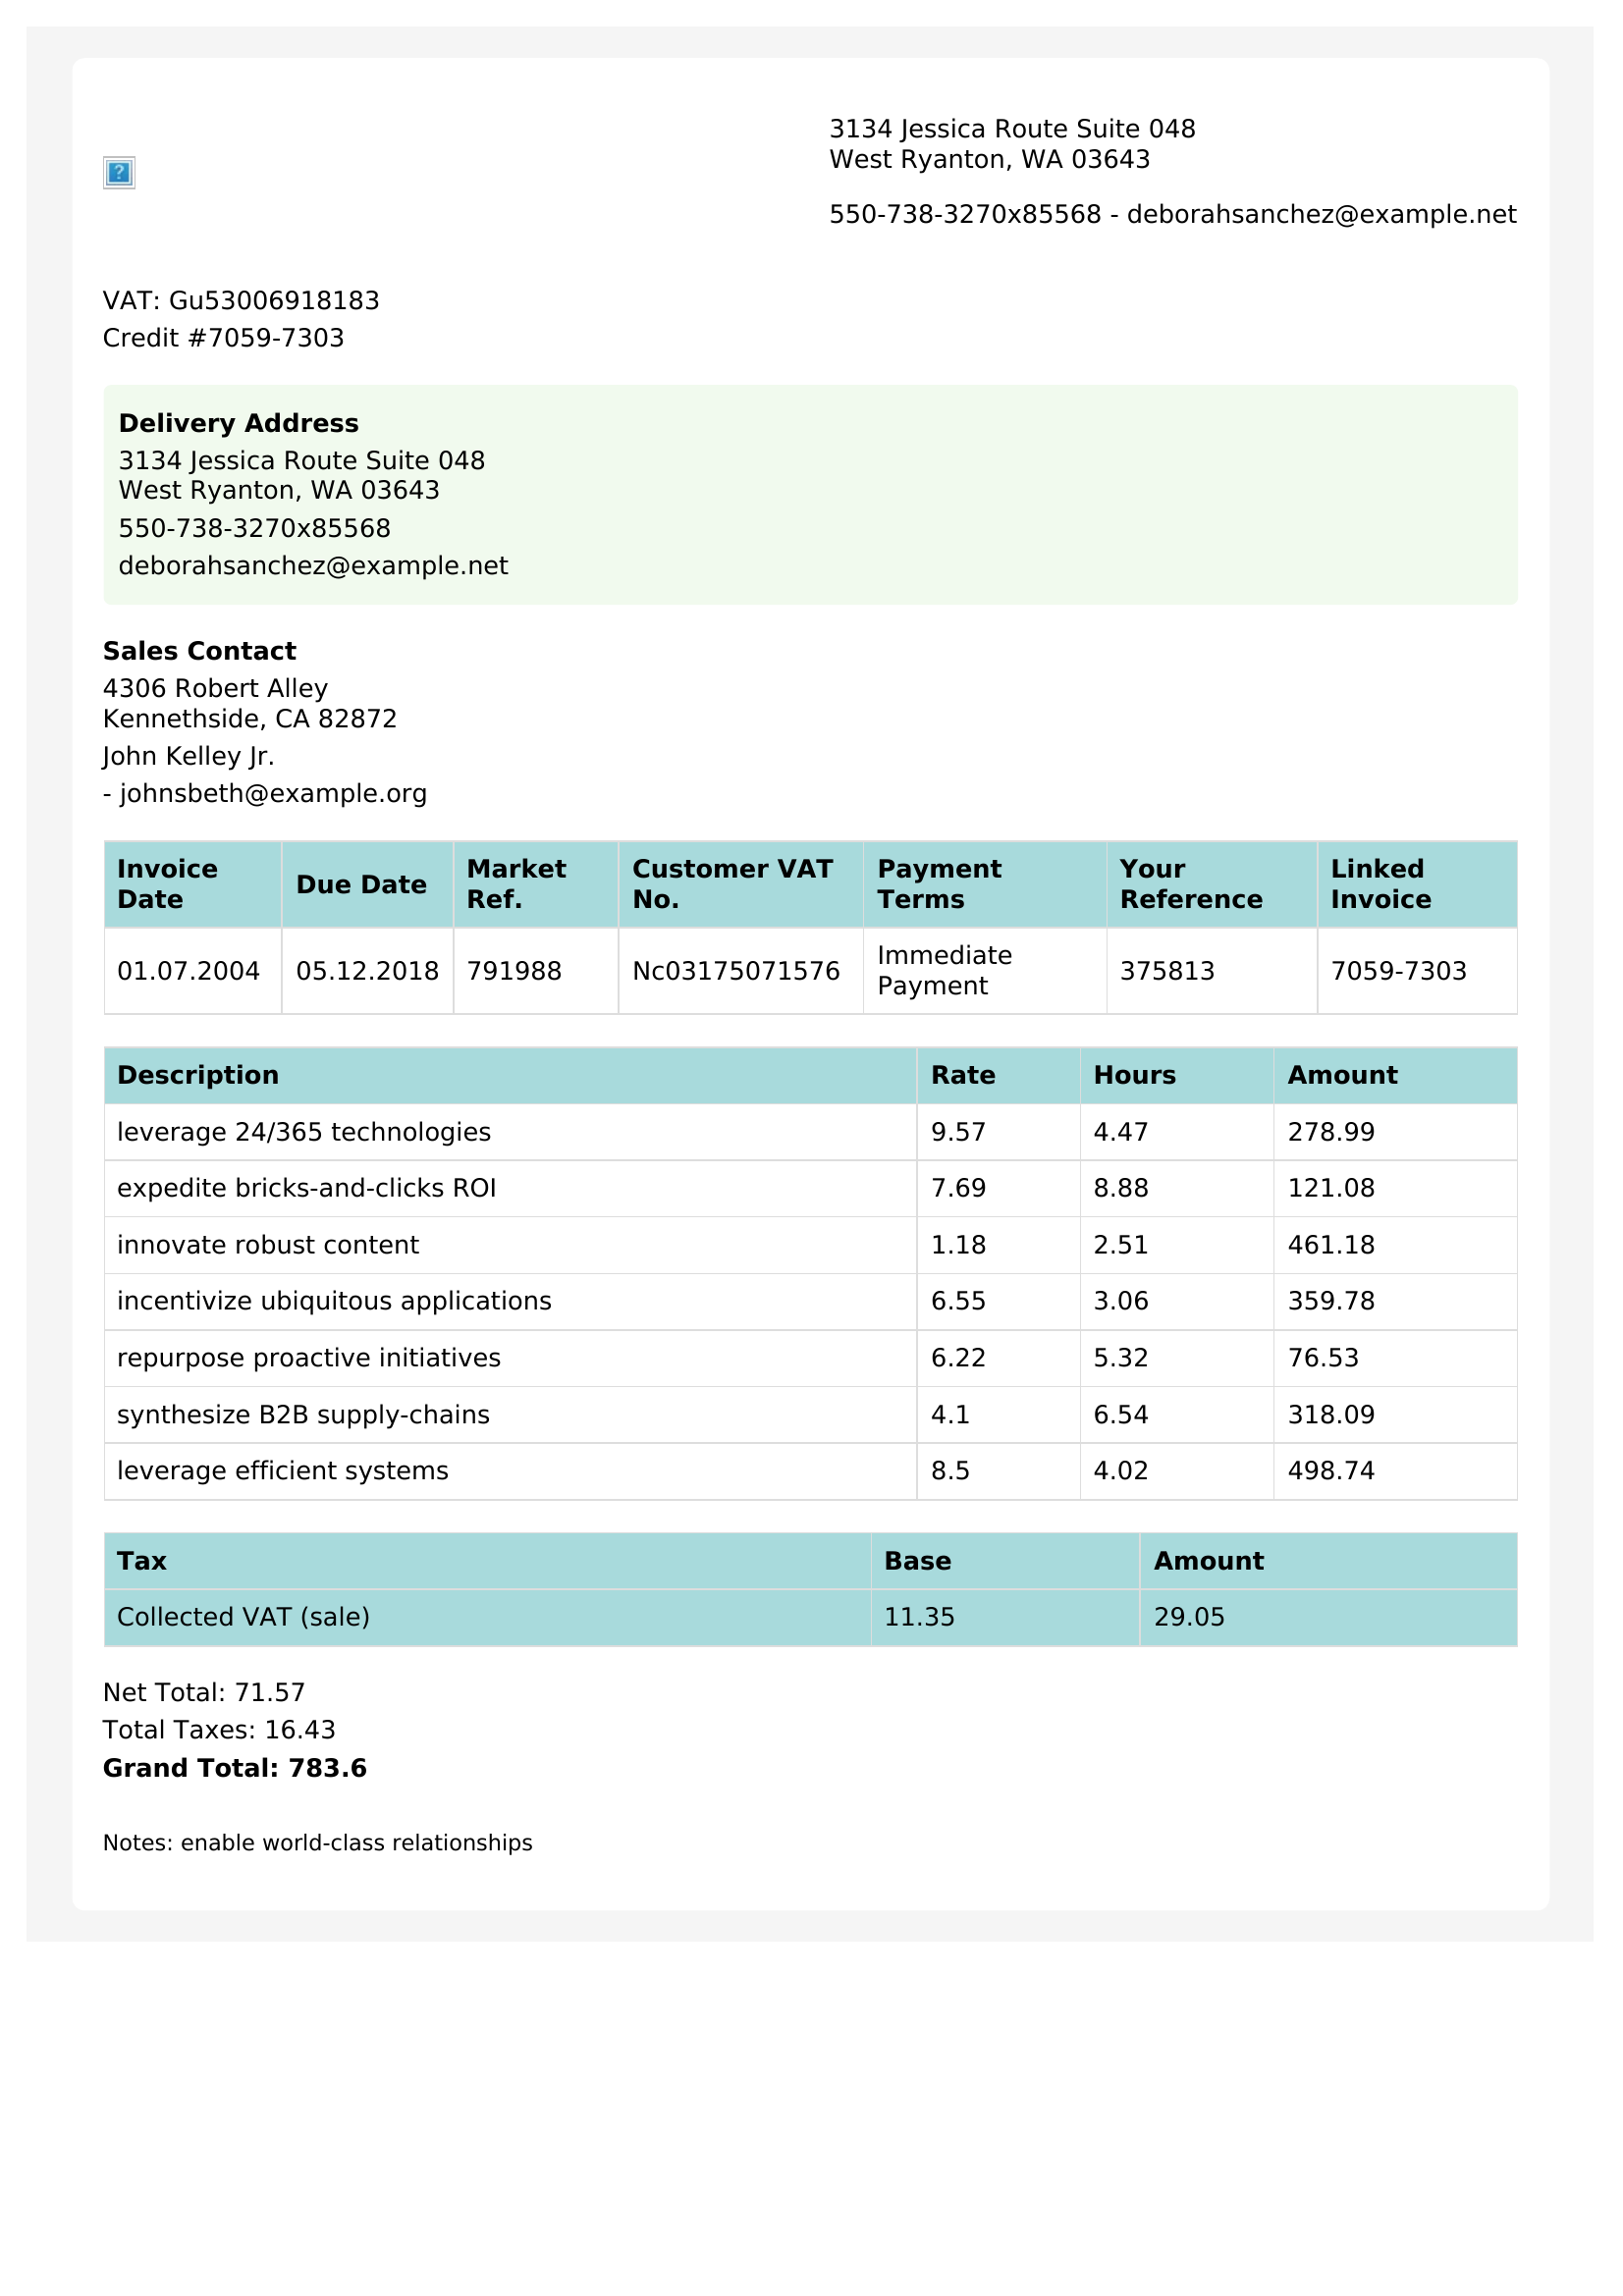 3134 Jessica Route Suite 048
West Ryanton, WA 03643
550-738-3270x85568 - deborahsanchez@example.net
VAT: Gu53006918183
Credit #7059-7303
Delivery Address
3134 Jessica Route Suite 048
West Ryanton, WA 03643
550-738-3270x85568
deborahsanchez@example.net
Sales Contact
4306 Robert Alley
Kennethside, CA 82872
John Kelley Jr.
- johnsbeth@example.org
Invoice Date Due Date Market Ref. Customer VAT No. Payment Terms Your Reference Linked Invoice
01.07.2004 05.12.2018 791988 Nc03175071576 Immediate Payment 375813 7059-7303
Description Rate Hours Amount
leverage 24/365 technologies 9.57 4.47 278.99
expedite bricks-and-clicks ROI 7.69 8.88 121.08
innovate robust content 1.18 2.51 461.18
incentivize ubiquitous applications 6.55 3.06 359.78
repurpose proactive initiatives 6.22 5.32 76.53
synthesize B2B supply-chains 4.1 6.54 318.09
leverage efficient systems 8.5 4.02 498.74
Tax Base Amount
Collected VAT (sale) 11.35 29.05
Net Total: 71.57
Total Taxes: 16.43
Grand Total: 783.6
Notes: enable world-class relationships